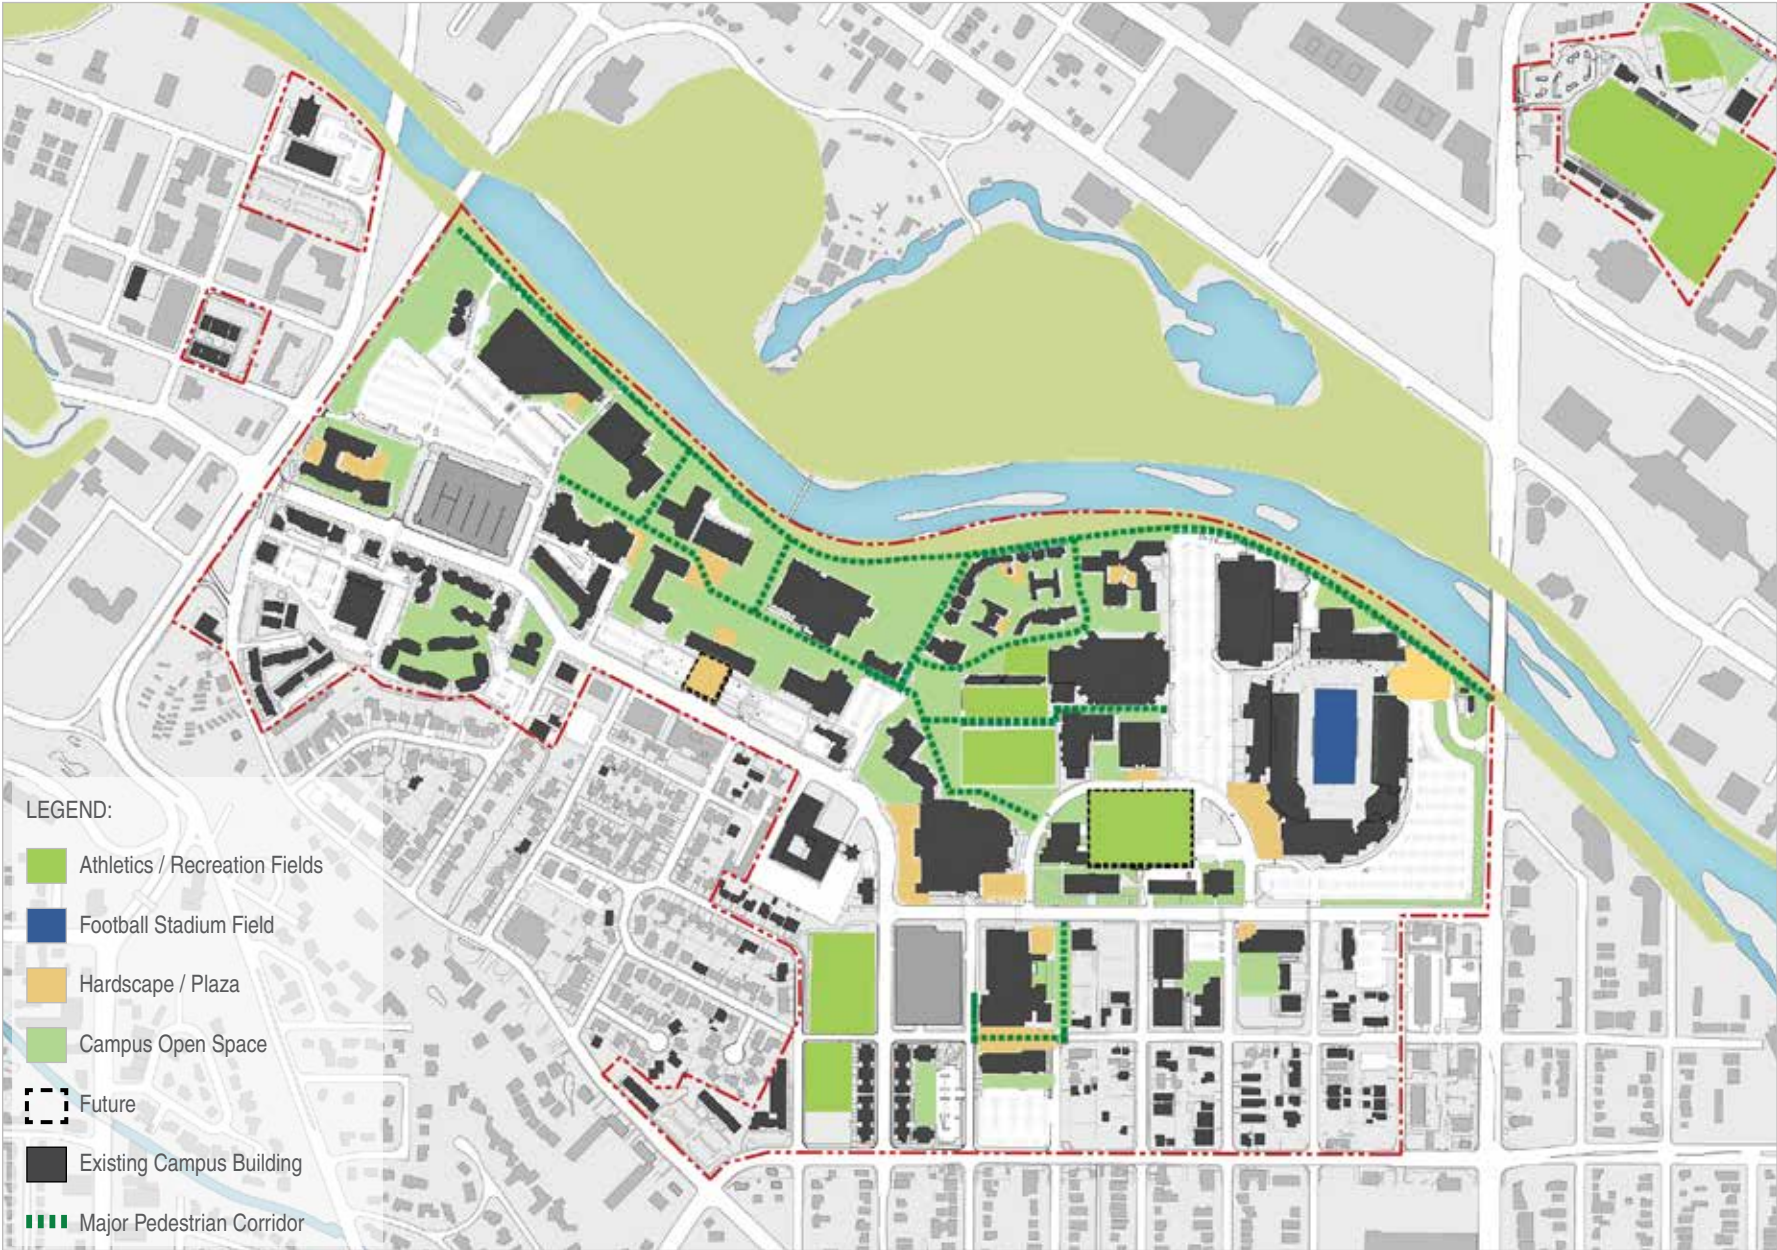 LEGEND:
Athletics / Recreation Fields
Football Stadium Field
Hardscape / Plaza
Campus Open Space
Future
Existing Campus Building
Major Pedestrian Corridor